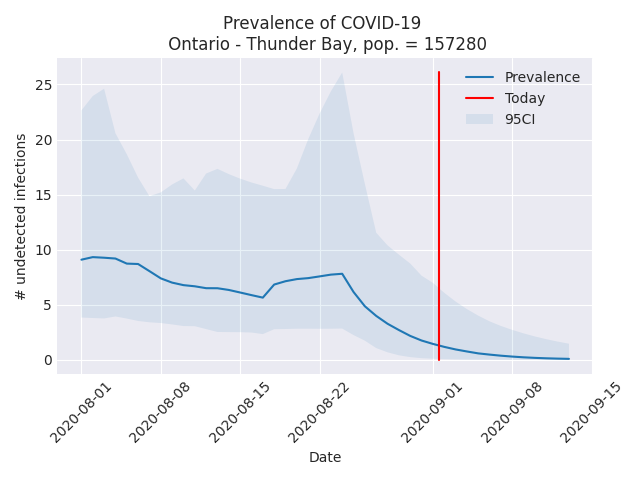 Prevalence of COVID-19
Ontario - Thunder Bay, pop. = 157280
# undetected infections
25
20
15
10
5
0
Prevalence
Today
95CI
2020-08-01
2020-08-08
2020-08-15
2020-08-22
2020-09-01
2020-09-08
2020-09-15
Date